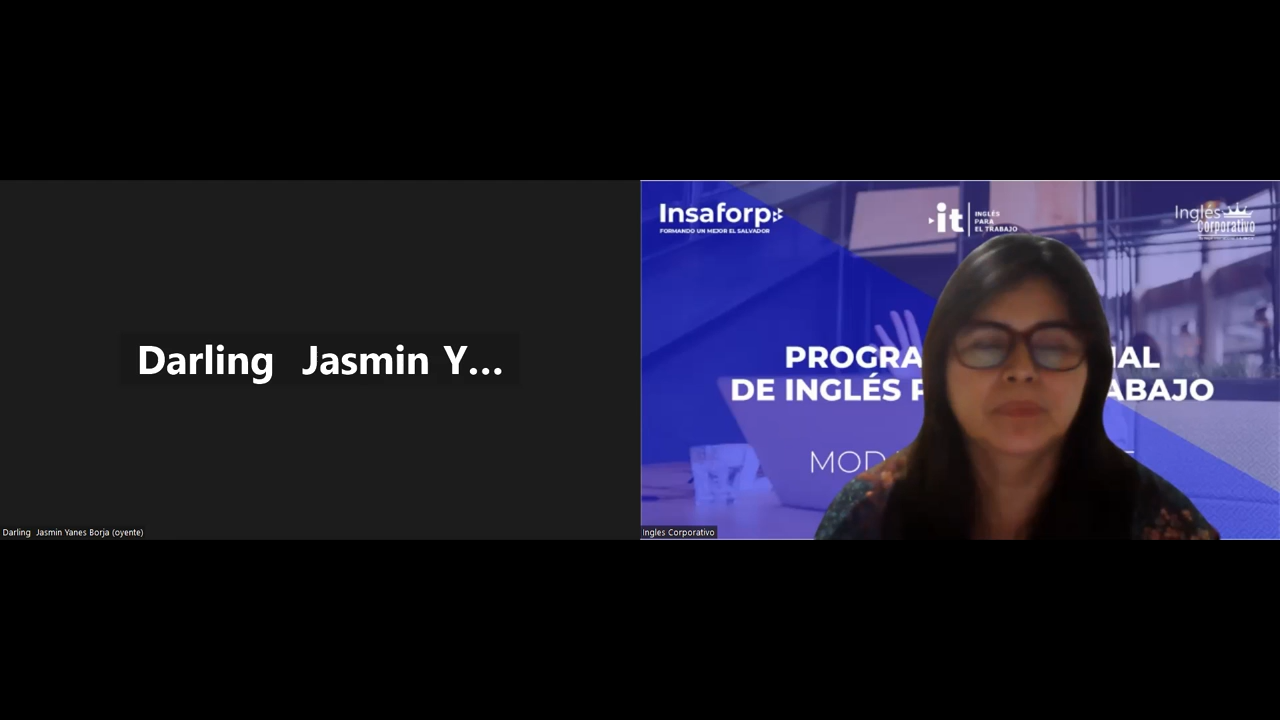 Darling Jasmin Y...
Darling Jasmin Yanes Borja (oyente)
Insaforp
FORMANDO UN MEJOR EL SALVADOR
it
INGLÉS
PARA
EL TRABAJO
Inglés
Corporativo
PROGRA IAL
DE INGLÉS P ABAJO
MOD
Ingles Corporativo